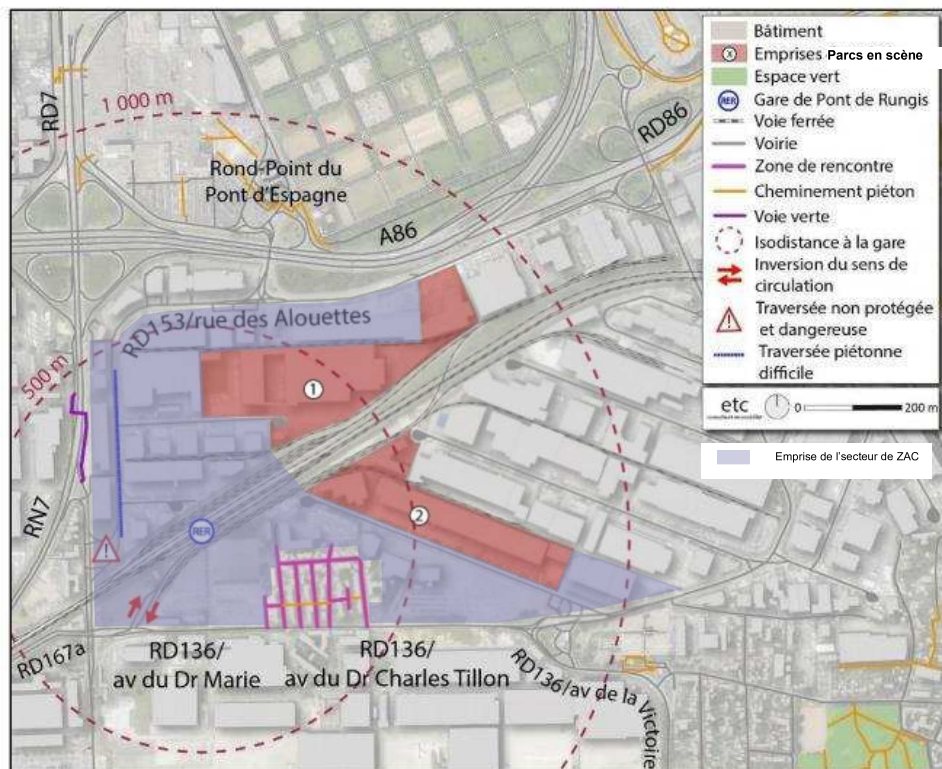 RD7
1 000 m
Rond-Point du
Pont d'Espagne
A86
RD86
RD153/rue des Alouettes
500 m
1
RN7
2
RER
RD167a
RD136/
av du Dr Marie
RD136/
av du Dr Charles Tillon
RD136/av de la Victoire
Bâtiment
X Emprises Parcs en scène
Espace vert
RER Gare de Pont de Rungis
Voie ferrée
Voirie
Zone de rencontre
Cheminement piéton
Voie verte
Isodistance à la gare
Inversion du sens de
circulation
Traversée non protégée
et dangereuse
Traversée piétonne
difficile
etc
0 200 m
Emprise de l'secteur de ZAC